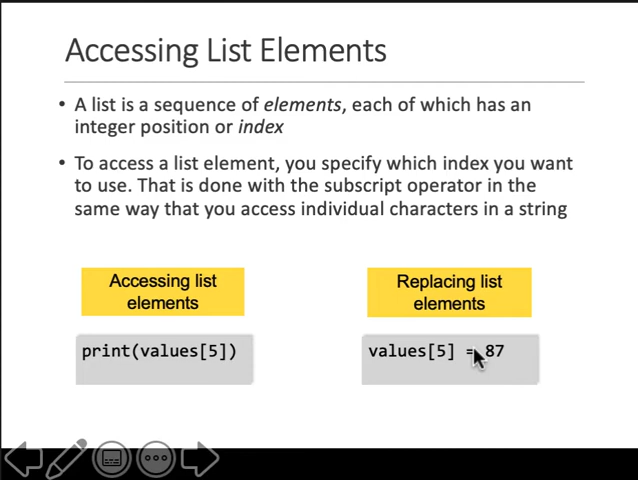 Accessing List Elements
• A list is a sequence of elements, each of which has an
integer position or index
• To access a list element, you specify which index you want
to use. That is done with the subscript operator in the
same way that you access individual characters in a string
Accessing list
elements
print(values[5])
Replacing list
elements
values[5] = 87